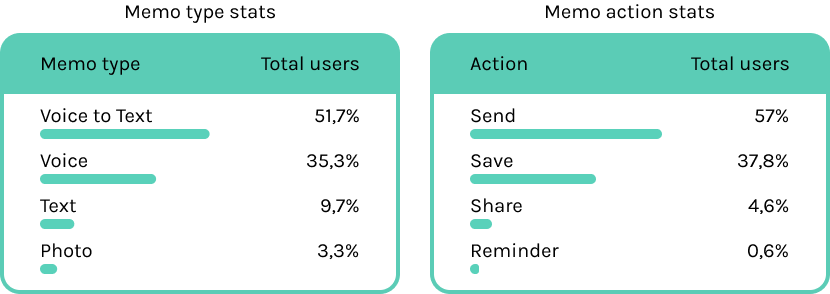 Memo type stats
Memo type Total users
Voice to Text 51,7%
Voice 35,3%
Text 9,7%
Photo 3,3%
Memo action stats
Action Total users
Send 57%
Save 37,8%
Share 4,6%
Reminder 0,6%